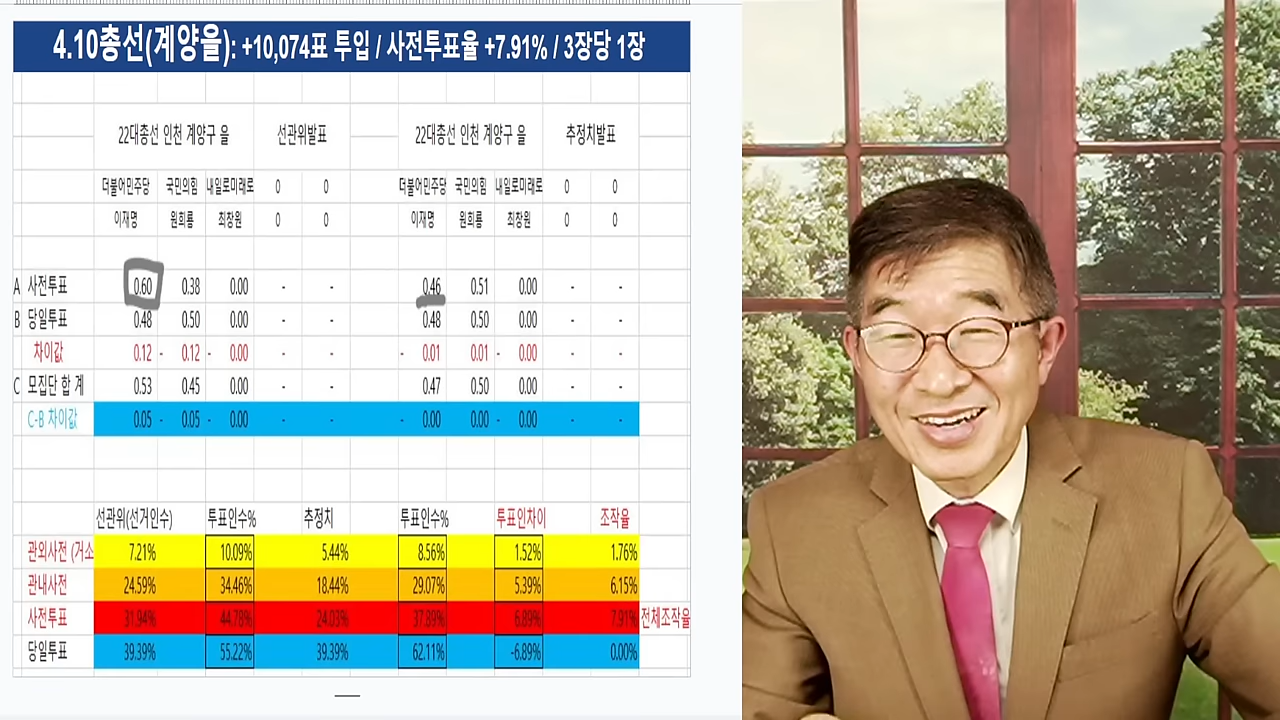 4.10총선(계양을): +10,074표 투입 / 사전투표율 +7.91% / 3장당 1장
22대총선 인천 계양구 을 선관위발표 22대총선 인천 계양구 을 추정치발표
더불어민주당 국민의힘 내일로미래로 0 0 더불어민주당 국민의힘 내일로미래로 0 0
이재명 원희룡 최창원 0 0 이재명 원희룡 최창원 0 0
A 사전투표 0.60 0.38 0.00 - - 0.46 0.51 0.00 - -
B 당일투표 0.48 0.50 0.00 - - 0.48 0.50 0.00 - -
차이값 0.12 - 0.12 - 0.00 - - - 0.01 0.01 - 0.00 - -
C 모집단 합 계 0.53 0.45 0.00 - - 0.47 0.50 0.00 - -
C-B 차이값 0.05 - 0.05 - 0.00 - - - 0.00 0.00 - 0.00 - -
선관위(선거인수) 투표인수% 추정치 투표인수% 투표인차이 조작율
관외사전 (거소 7.21% 10.09% 5.44% 8.56% 1.52% 1.76%
관내사전 24.59% 34.46% 18.44% 29.07% 5.39% 6.15%
사전투표 31.94% 44.78% 24.03% 37.89% 6.89% 7.91% 전체조작율
당일투표 39.39% 55.22% 39.39% 62.11% -6.89% 0.00%